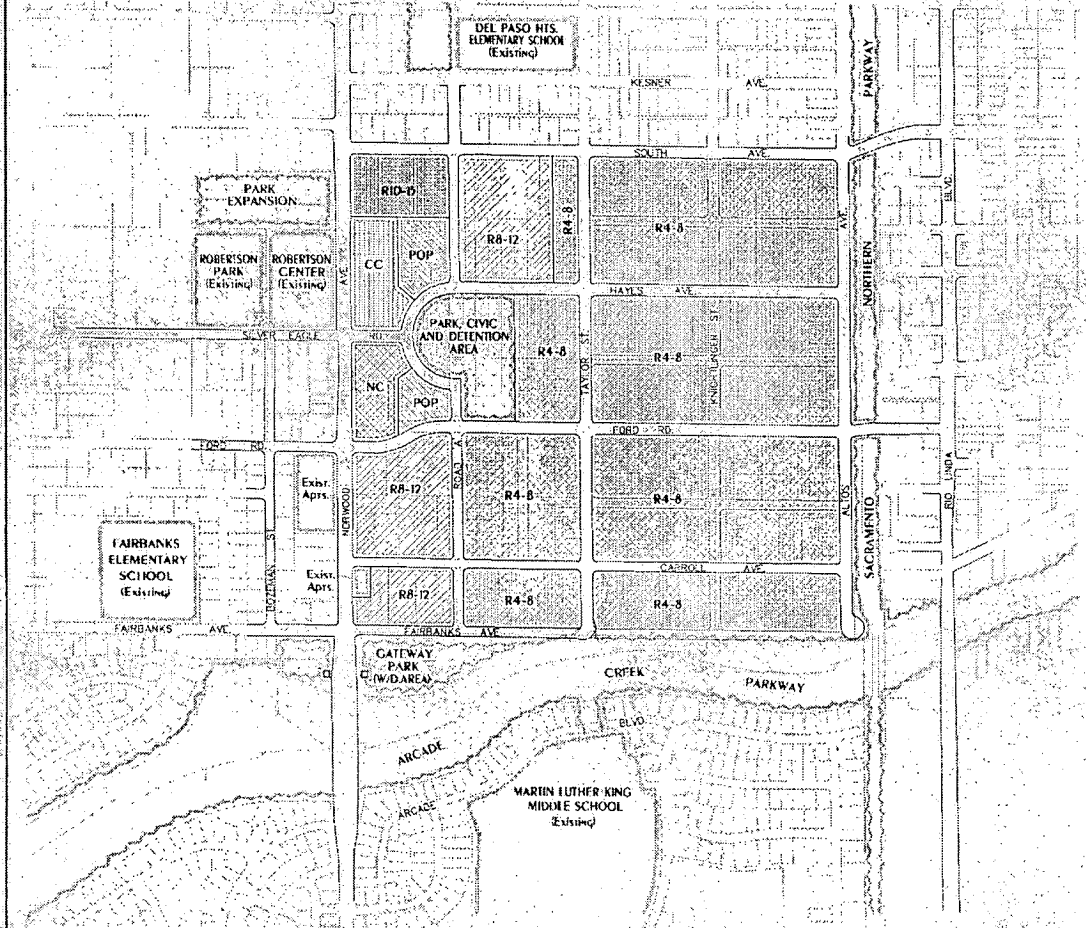 DEL PASO HTS.
ELEMENTARY SCHOOL
(Existing)
KESNER AVE.
PARKWAY
SOUTH AVE.
PARK
EXPANSION
R10-15
R8-12
R4-8
R4-8
AVE.
BLVD.
ROBERTSON
PARK
(Existing)
ROBERTSON
CENTER
(Existing)
AVE.
CC
POP
NORTHERN
HAYES AVE.
SILVER EAGLE RD.
PARK, CIVIC
AND DETENTION
AREA
R4-8
TAYLOR ST.
R4-8
KNIGHTLINGER ST.
NC
POP
FORD RD.
FORD RD.
ROAD A
Exist.
Apts.
NORWOOD
R8-12
R4-8
R4-8
ALTOS
RIO LINDA
FAIRBANKS
ELEMENTARY
SCHOOL
(Existing)
BOZEMAN ST.
CARROLL AVE.
SACRAMENTO
Exist.
Apts.
R8-12
R4-8
R4-8
FAIRBANKS AVE.
FAIRBANKS AVE.
GATEWAY
PARK
(W/D.AREA)
CREEK PARKWAY
ARCADE
BLVD.
ARCADE
MARTIN LUTHER KING
MIDDLE SCHOOL
(Existing)